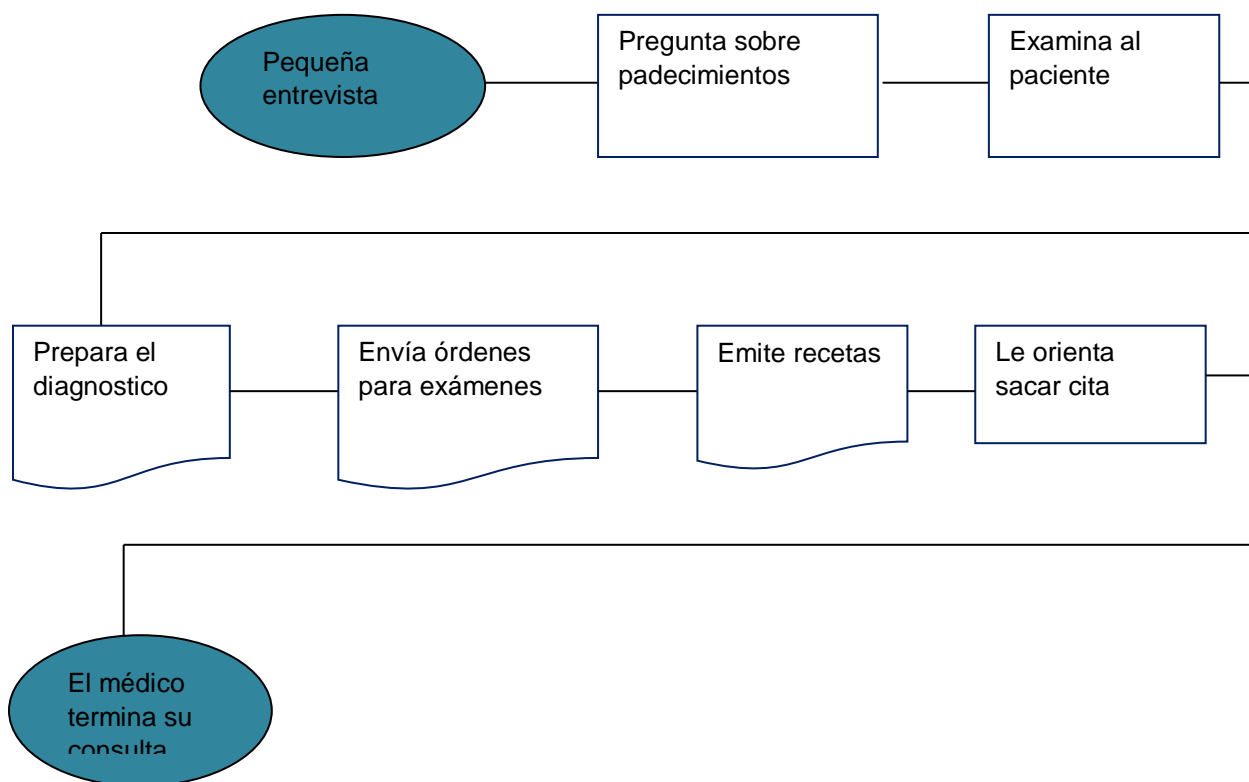 Pequeña
entrevista
Pregunta sobre
padecimientos
Examina al
paciente
Prepara el
diagnostico
Envía órdenes
para exámenes
Emite recetas
Le orienta
sacar cita
El médico
termina su
consulta